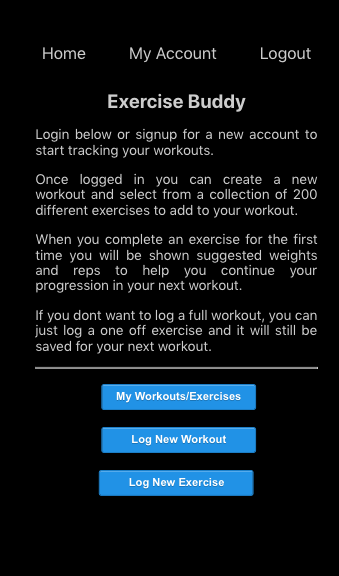 Home My Account Logout
Exercise Buddy
Login below or signup for a new account to
start tracking your workouts.
Once logged in you can create a new
workout and select from a collection of 200
different exercises to add to your workout.
When you complete an exercise for the first
time you will be shown suggested weights
and reps to help you continue your
progression in your next workout.
If you dont want to log a full workout, you can
just log a one off exercise and it will still be
saved for your next workout.
My Workouts/Exercises
Log New Workout
Log New Exercise